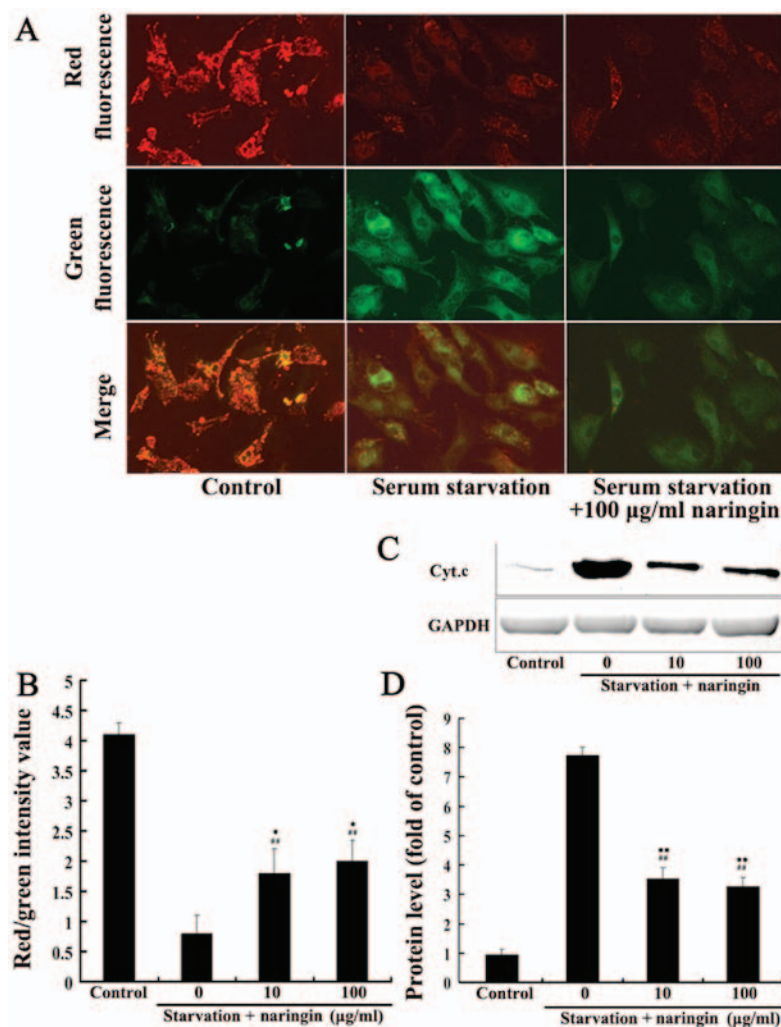 A
Red
fluorescence
Green
fluorescence
Merge
Control
Serum starvation
Serum starvation
+100 µg/ml naringin
C
Cyt.c
GAPDH
Control
0
10
100
Starvation + naringin
B
Red/green intensity value
5
4.5
4
3.5
3
2.5
2
1.5
1
0.5
0
*
##
*
##
Control
0
10
100
Starvation + naringin (µg/ml)
D
Protein level (fold of control)
9
8
7
6
5
4
3
2
1
0
**
##
**
##
Control
0
10
100
Starvation + naringin (µg/ml)